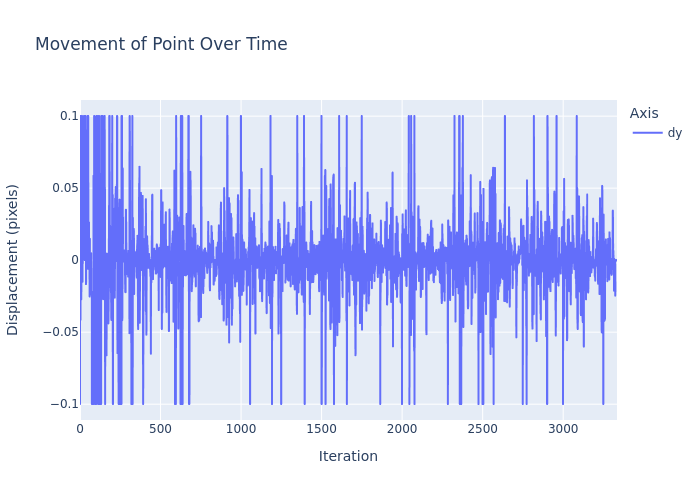 Movement of Point Over Time
Axis
dy
0.1
0.05
0
−0.05
−0.1
Displacement (pixels)
0
500
1000
1500
2000
2500
3000
Iteration